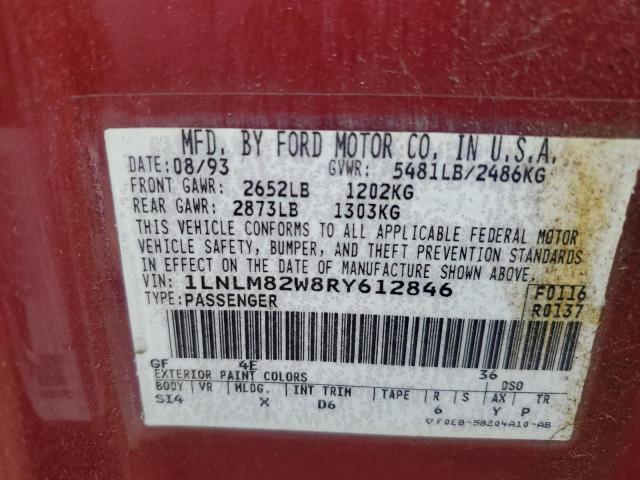 MFD. BY FORD MOTOR CO. IN U.S.A.
DATE: 08/93 GVWR: 5481LB/2486KG
FRONT GAWR: 2652LB 1202KG
REAR GAWR: 2873LB 1303KG
THIS VEHICLE CONFORMS TO ALL APPLICABLE FEDERAL MOTOR
VEHICLE SAFETY, BUMPER, AND THEFT PREVENTION STANDARDS
IN EFFECT ON THE DATE OF MANUFACTURE SHOWN ABOVE.
VIN: 1LNLM82W8RY612846 F0116
TYPE: PASSENGER R0137
GF 4E 36
EXTERIOR PAINT COLORS DSO
BODY VR MLDG. INT TRIM TAPE R S AX TR
SI4 X D6 6 Y P
▽F0EB-58204A10-AB